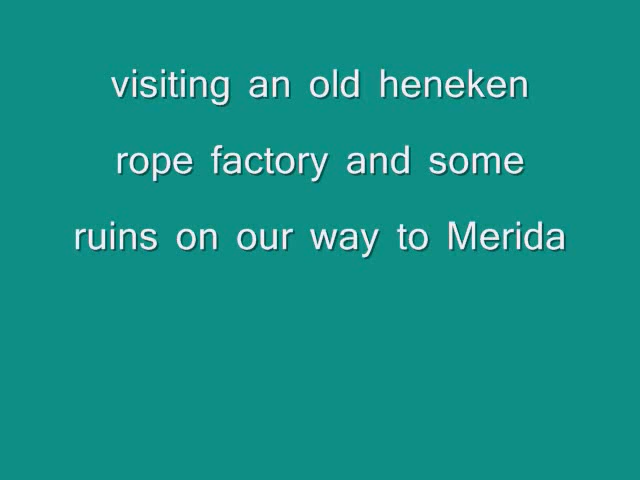 visiting an old heneken
rope factory and some
ruins on our way to Merida